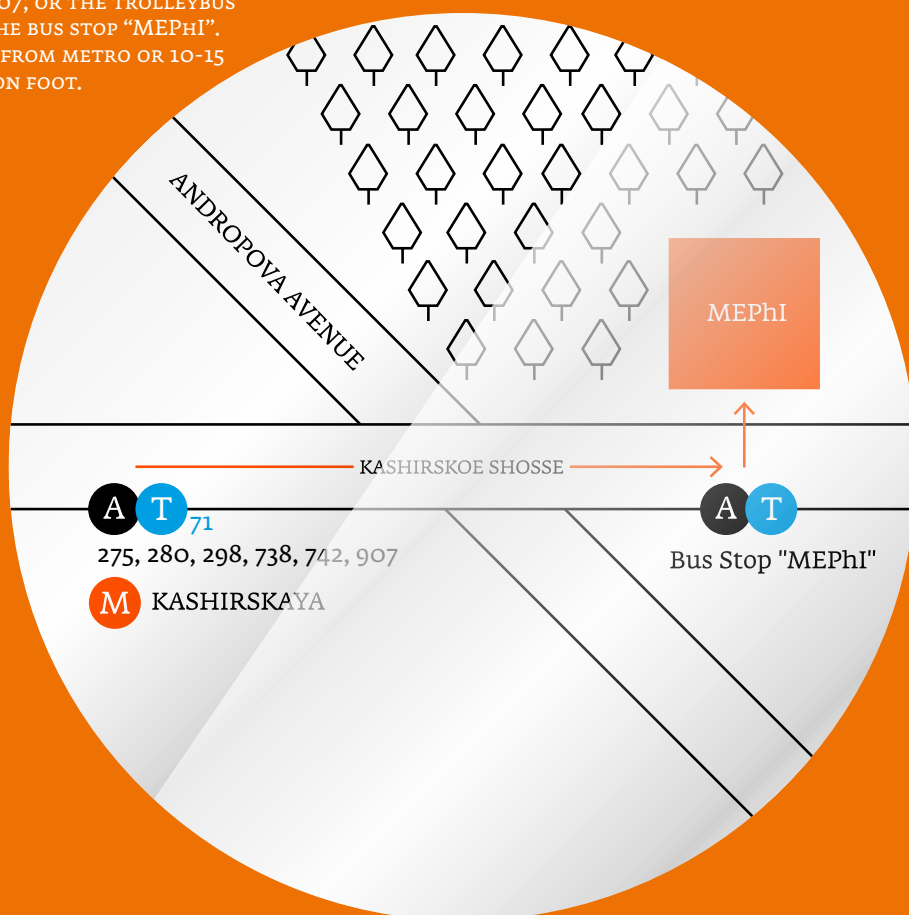 07, OR THE TROLLEYBUS
HE BUS STOP “MEPHI”.
FROM METRO OR 10-15
ON FOOT.
ANDROPOVA AVENUE
MEPhI
KASHIRSKOE SHOSSE
A T 71
A T
275, 280, 298, 738, 742, 907
Bus Stop "MEPhI"
M KASHIRSKAYA